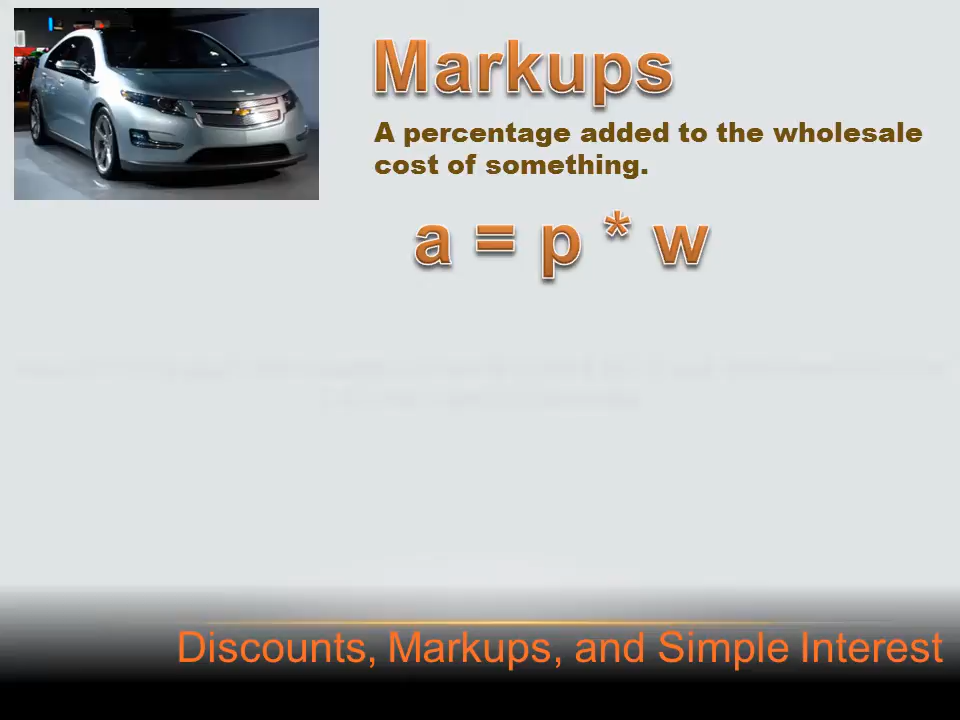 Markups
A percentage added to the wholesale
cost of something.
a = p * w
Discounts, Markups, and Simple Interest